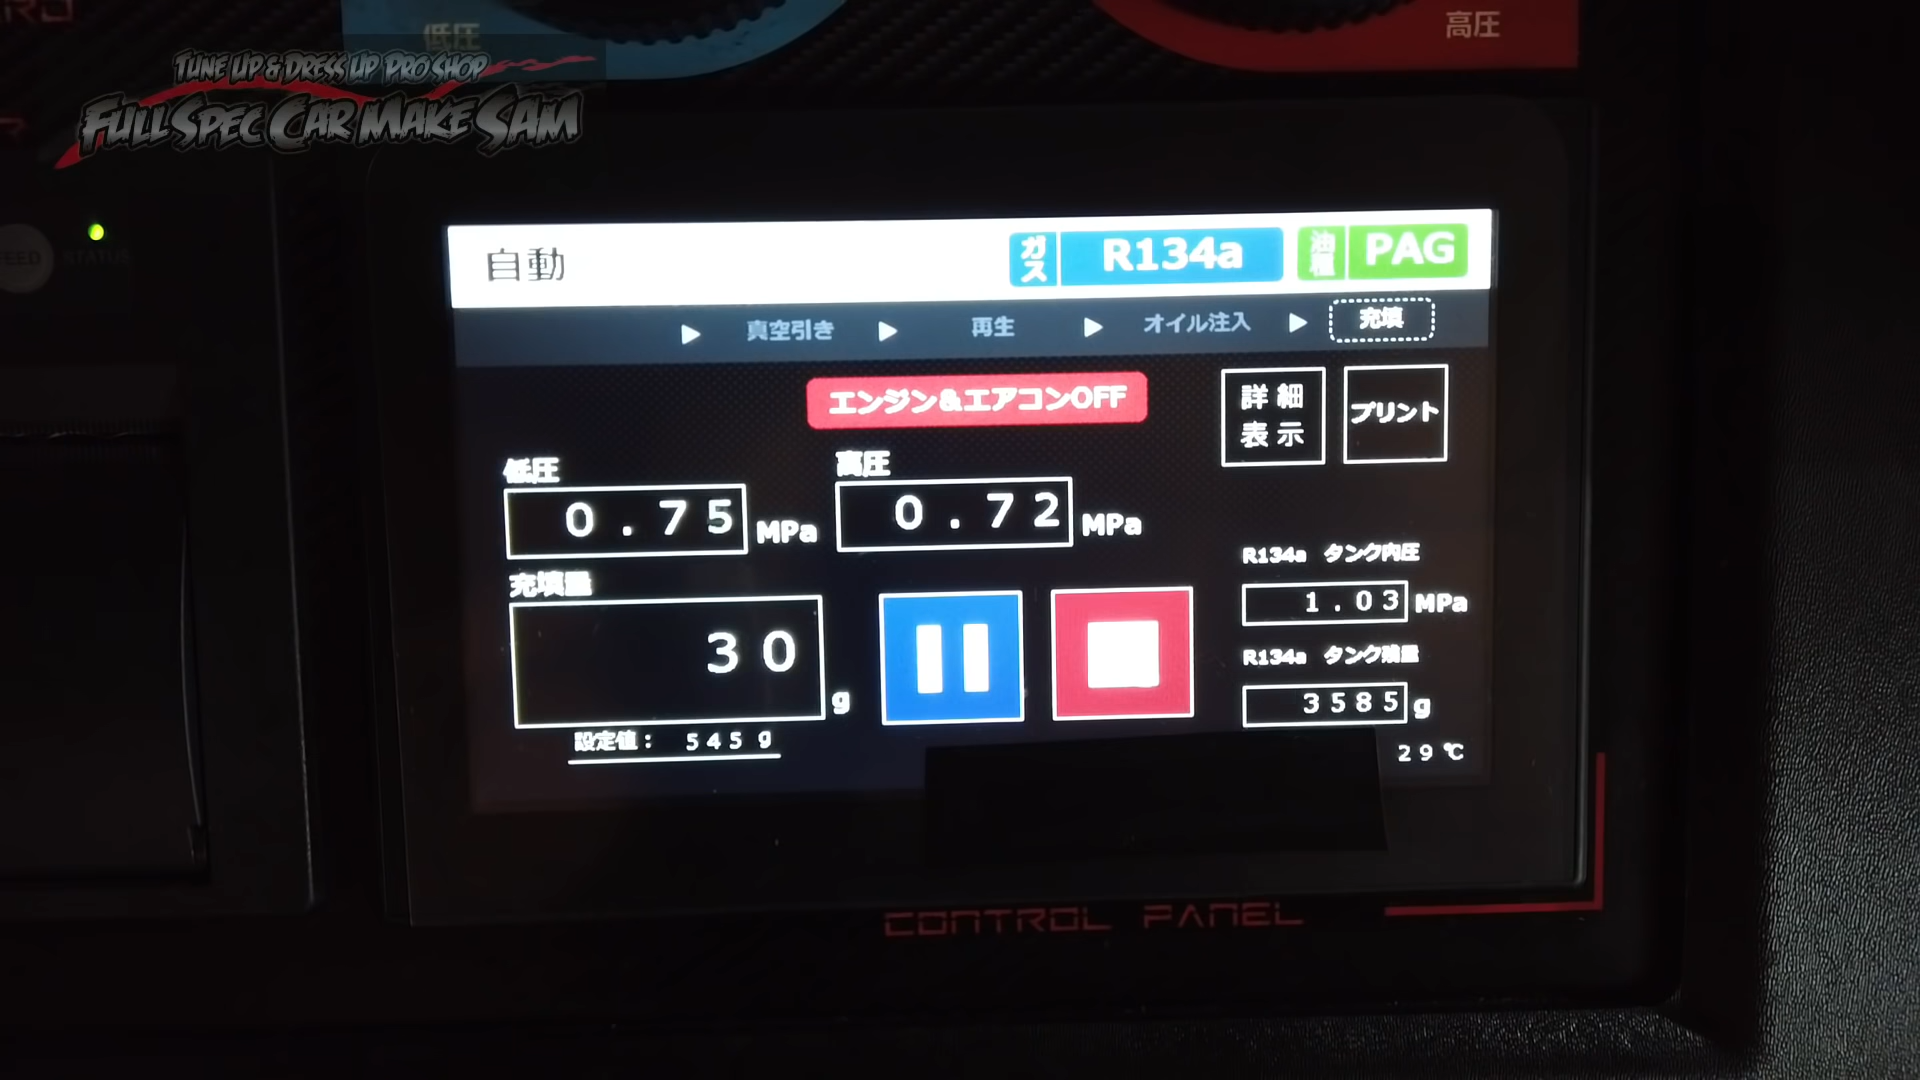 低圧
高圧
TUNE UP & DRESS UP PRO SHOP
FULL SPEC CAR MAKE SAM
FEED
STATUS
自動
ガス R134a 油種 PAG
▶ 真空引き ▶ 再生 ▶ オイル注入 ▶ 充填
エンジン&エアコンOFF
詳細表示
プリント
低圧
0.75 MPa
高圧
0.72 MPa
R134a タンク内圧
1.03 MPa
充填量
30 g
R134a タンク残量
3585 g
設定値: 545 g
29℃
CONTROL PANEL